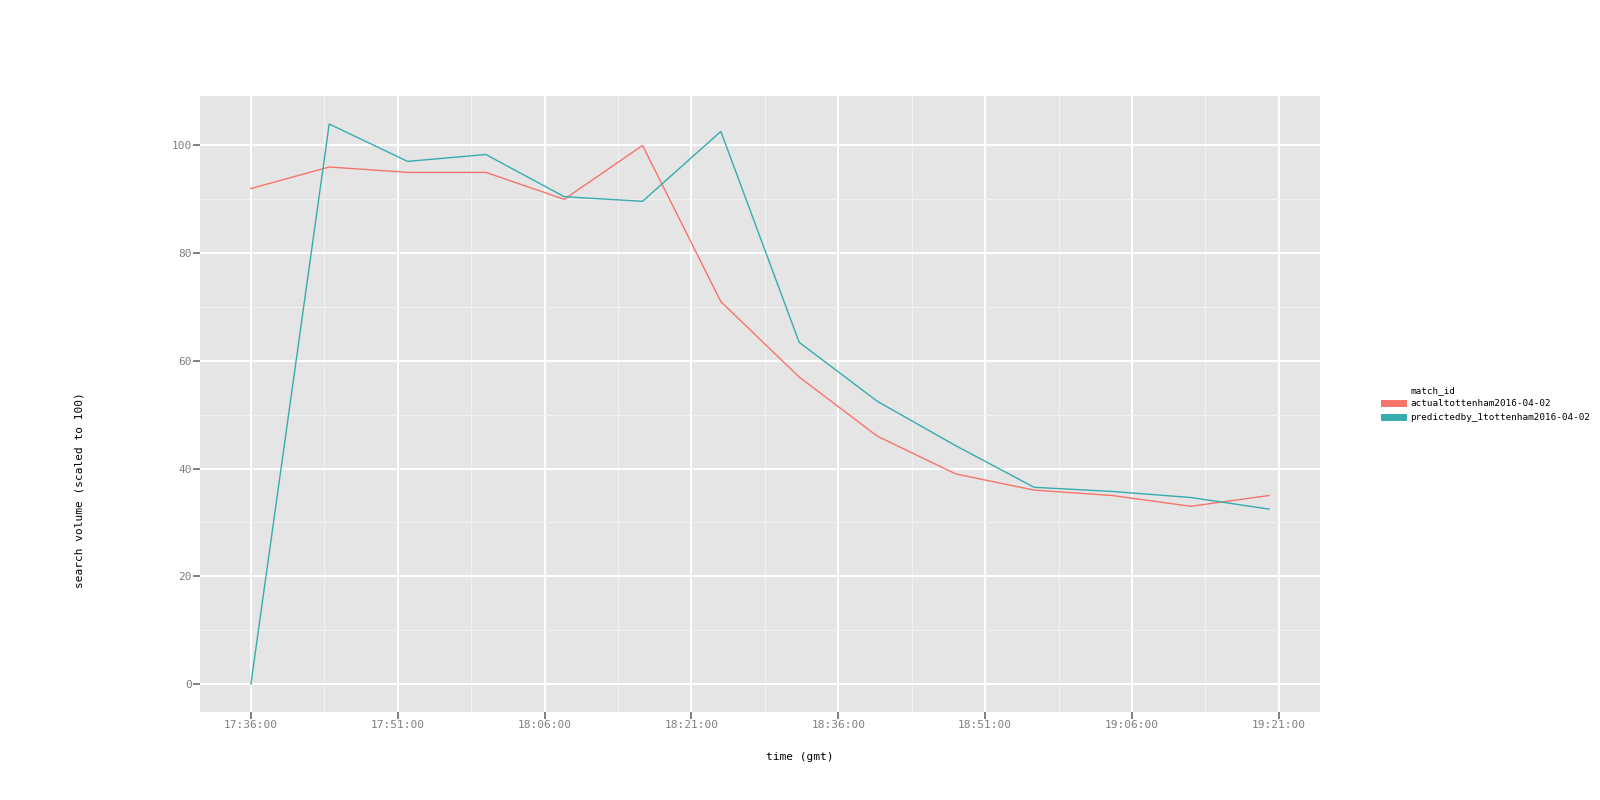 100
80
60
40
20
0
17:36:00 17:51:00 18:06:00 18:21:00 18:36:00 18:51:00 19:06:00 19:21:00
time (gmt)
search volume (scaled to 100)
match_id
actualtottenham2016-04-02
predictedby_1tottenham2016-04-02